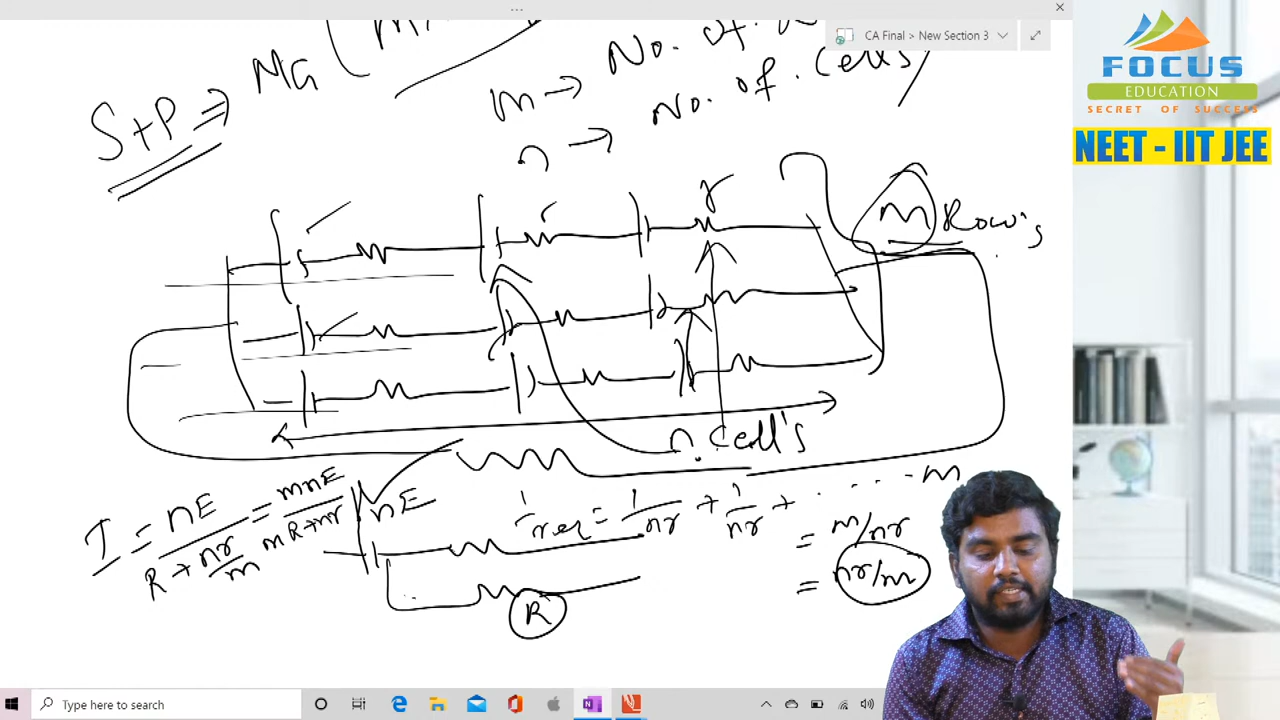 CA Final > New Section 3
FOCUS
EDUCATION
SECRET OF SUCCESS
NEET - IIT JEE
No. of.
m → No. of. Cells)
n →
S+P ⇒
r
r
m Row's
n. Cell's
nE
I = nE / (R + nr/m) = mnE / (mR + nr)
1/req = 1/nr + 1/nr + ..... m
= m/nr
= nr/m
R
Type here to search